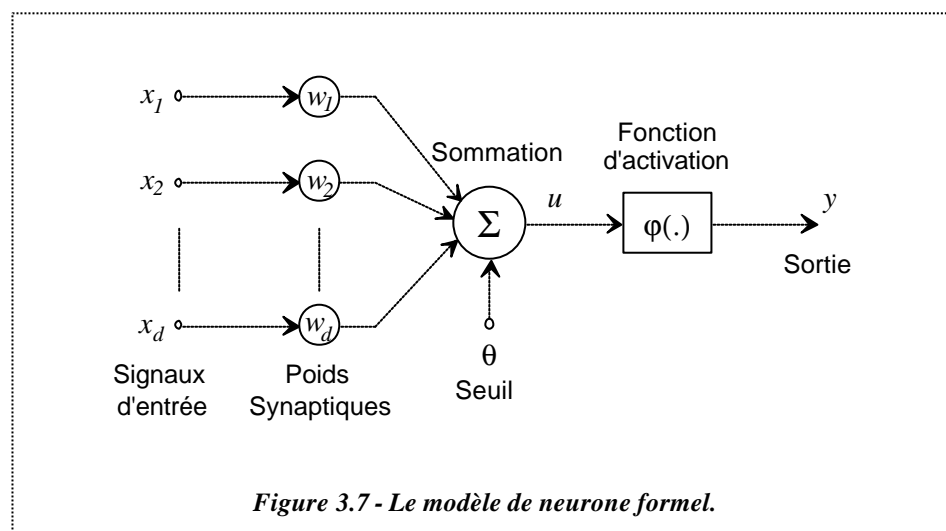 x1
w1
Sommation
Fonction
d'activation
x2
w2
Σ
u
φ(.)
y
Sortie
xd
wd
θ
Seuil
Signaux
d'entrée
Poids
Synaptiques
Figure 3.7 - Le modèle de neurone formel.